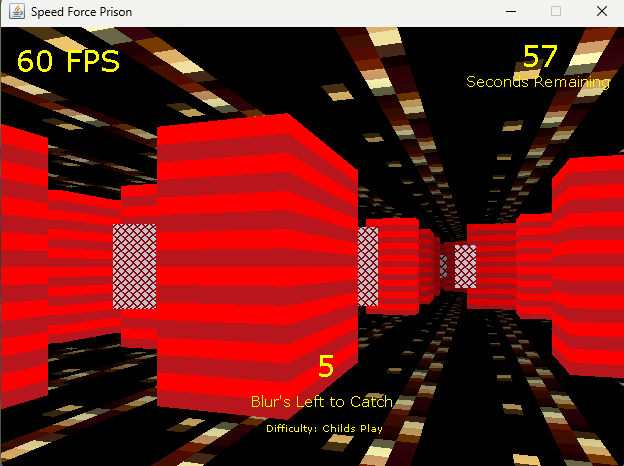 Speed Force Prison
60 FPS
57
Seconds Remaining
5
Blur's Left to Catch
Difficulty: Childs Play